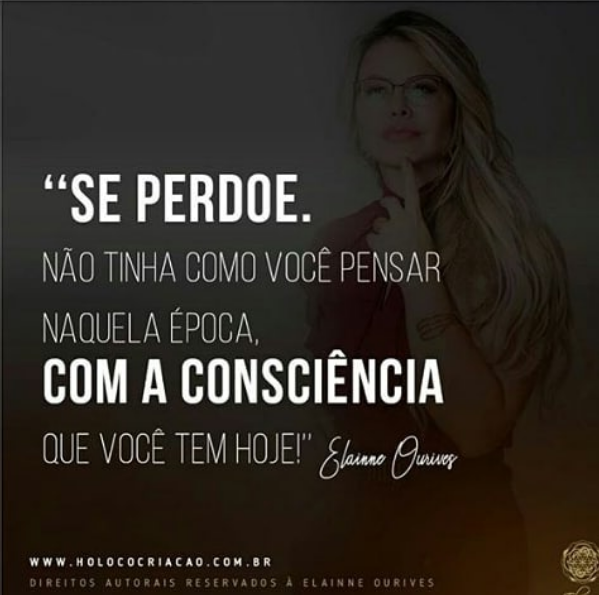 “SE PERDOE.
NÃO TINHA COMO VOCÊ PENSAR
NAQUELA ÉPOCA,
COM A CONSCIÊNCIA
QUE VOCÊ TEM HOJE!” Elainne Ourives
WWW.HOLOCOCRIACAO.COM.BR
DIREITOS AUTORAIS RESERVADOS À ELAINNE OURIVES